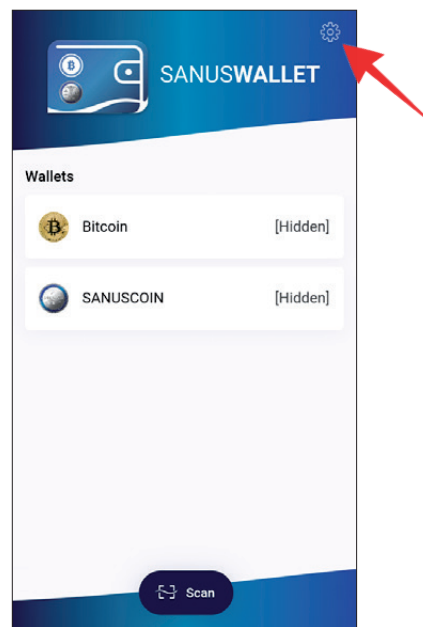 SANUSWALLET
Wallets
Bitcoin [Hidden]
SANUSCOIN [Hidden]
Scan